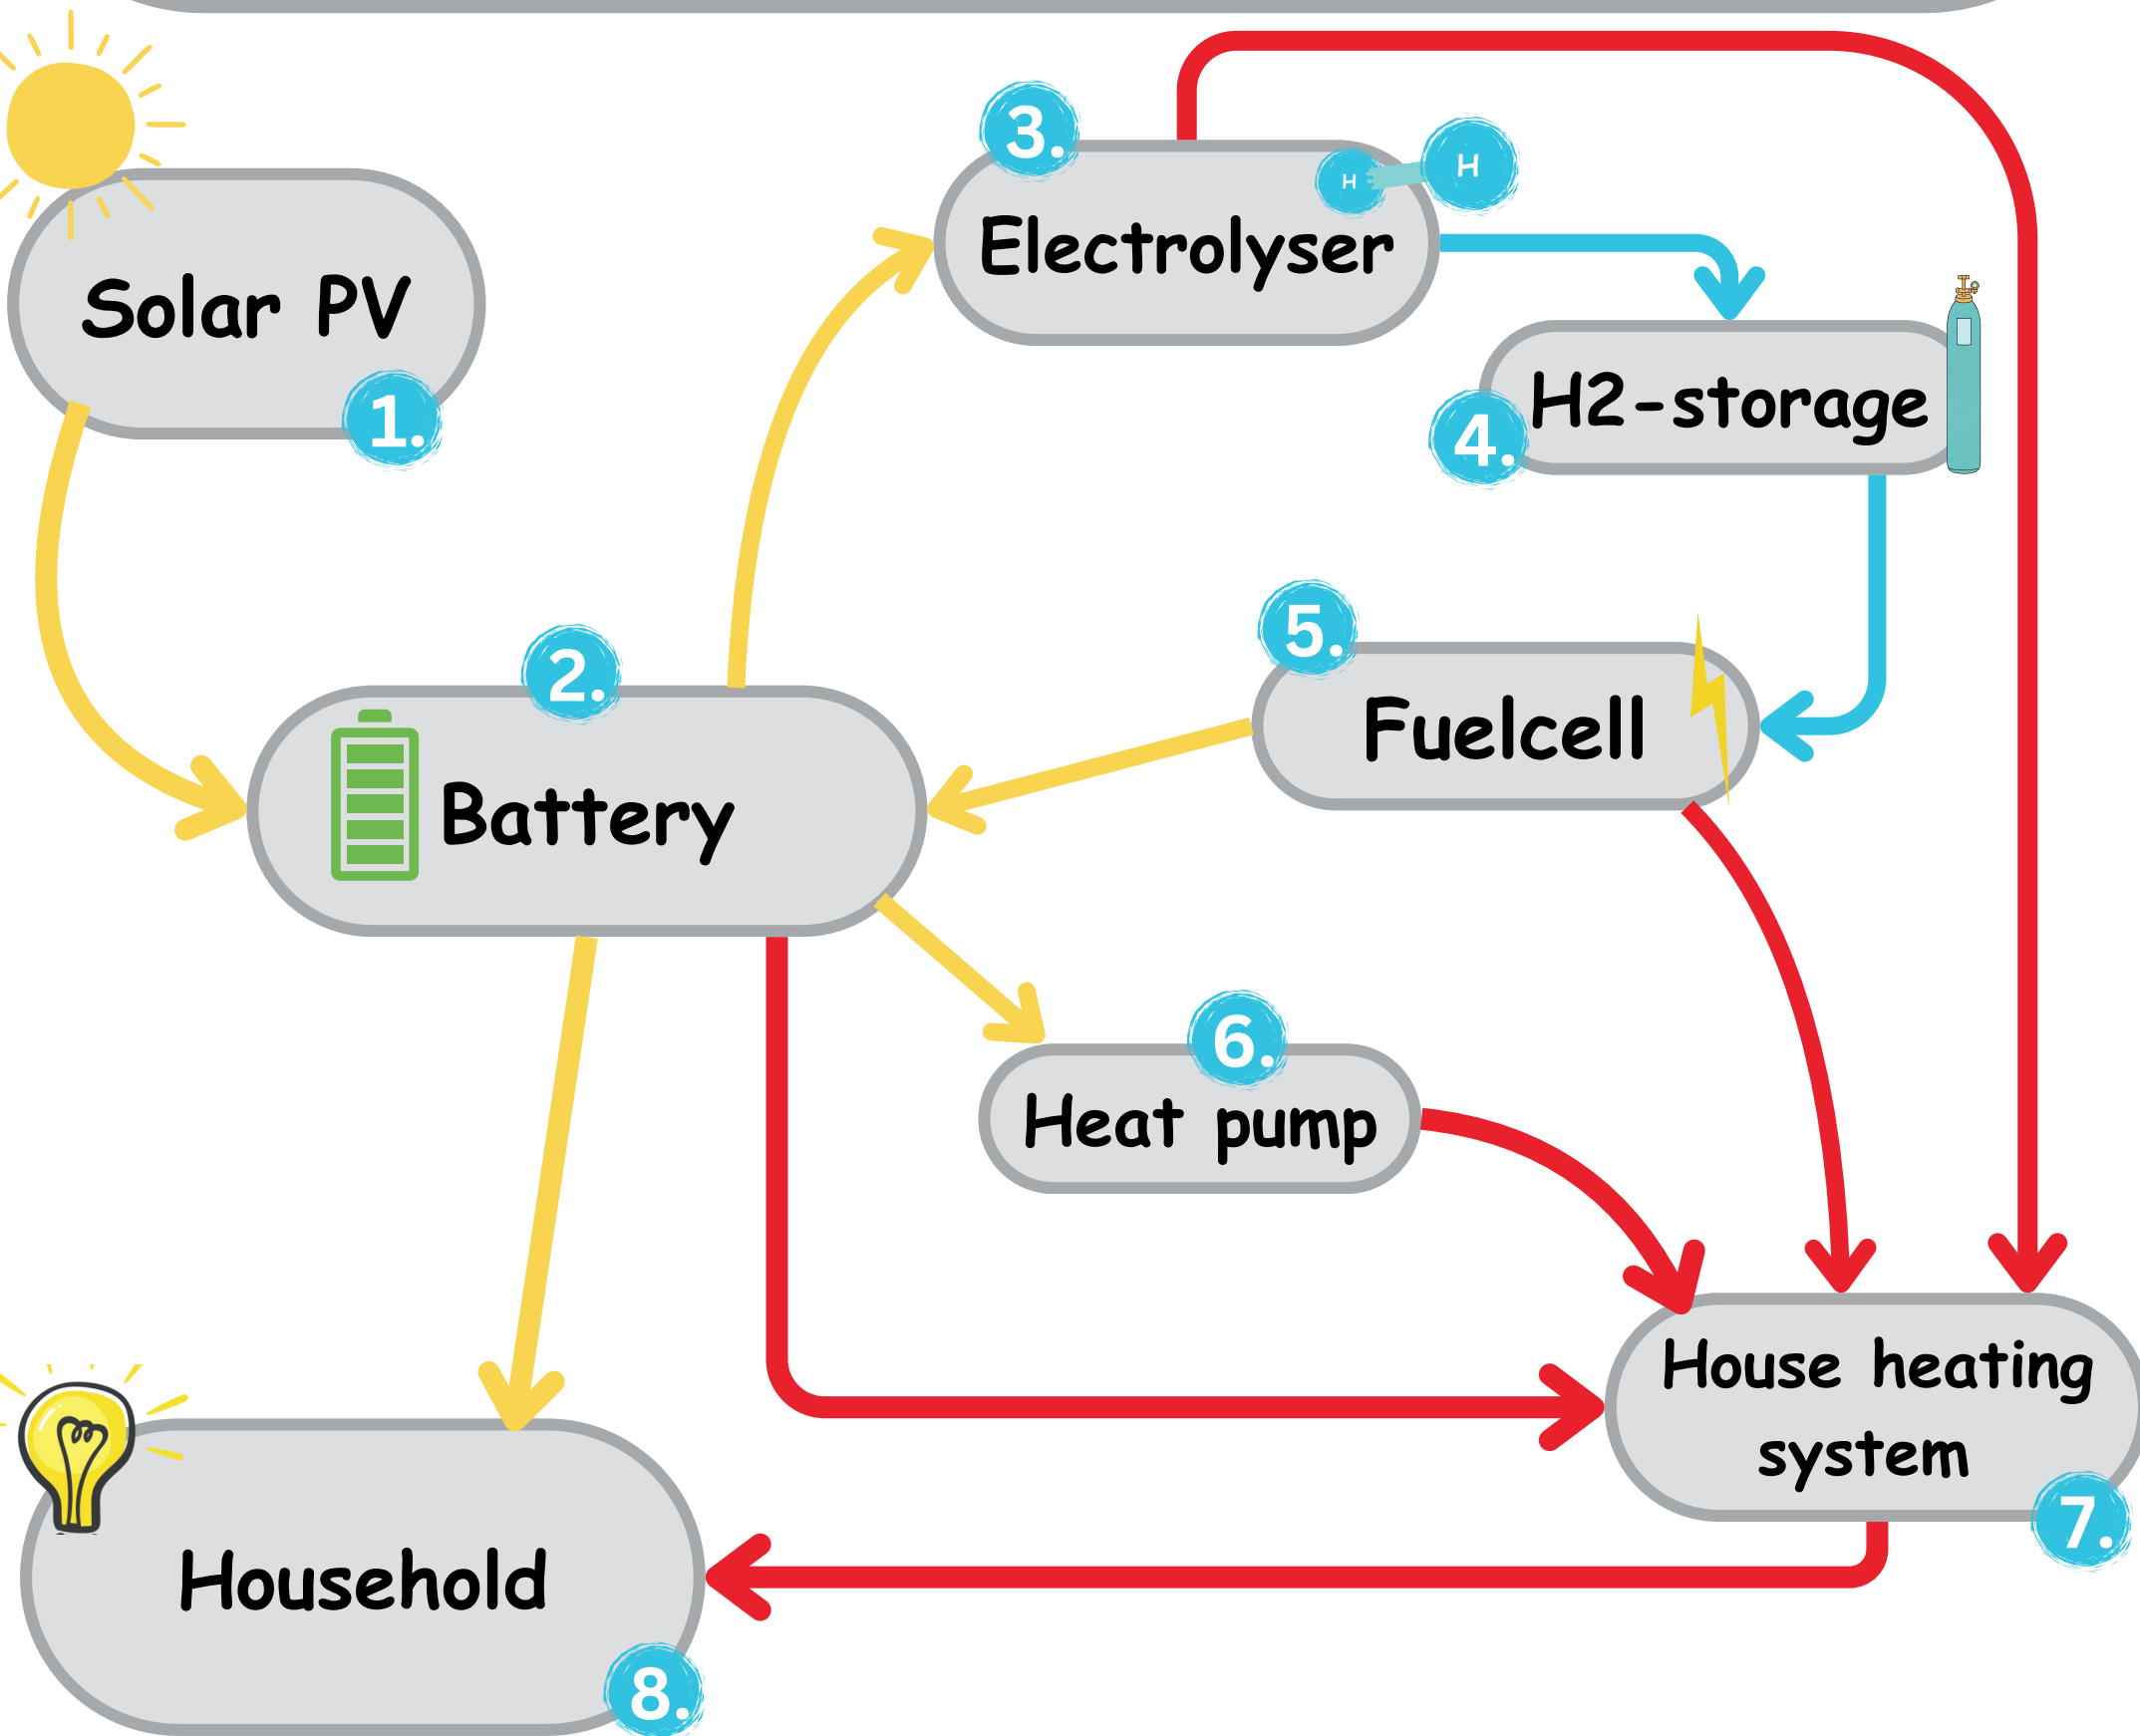 3.
H
H
Electrolyser
Solar PV
1.
H2-storage
4.
5.
Fuelcell
2.
Battery
6.
Heat pump
House heating
system
7.
Household
8.